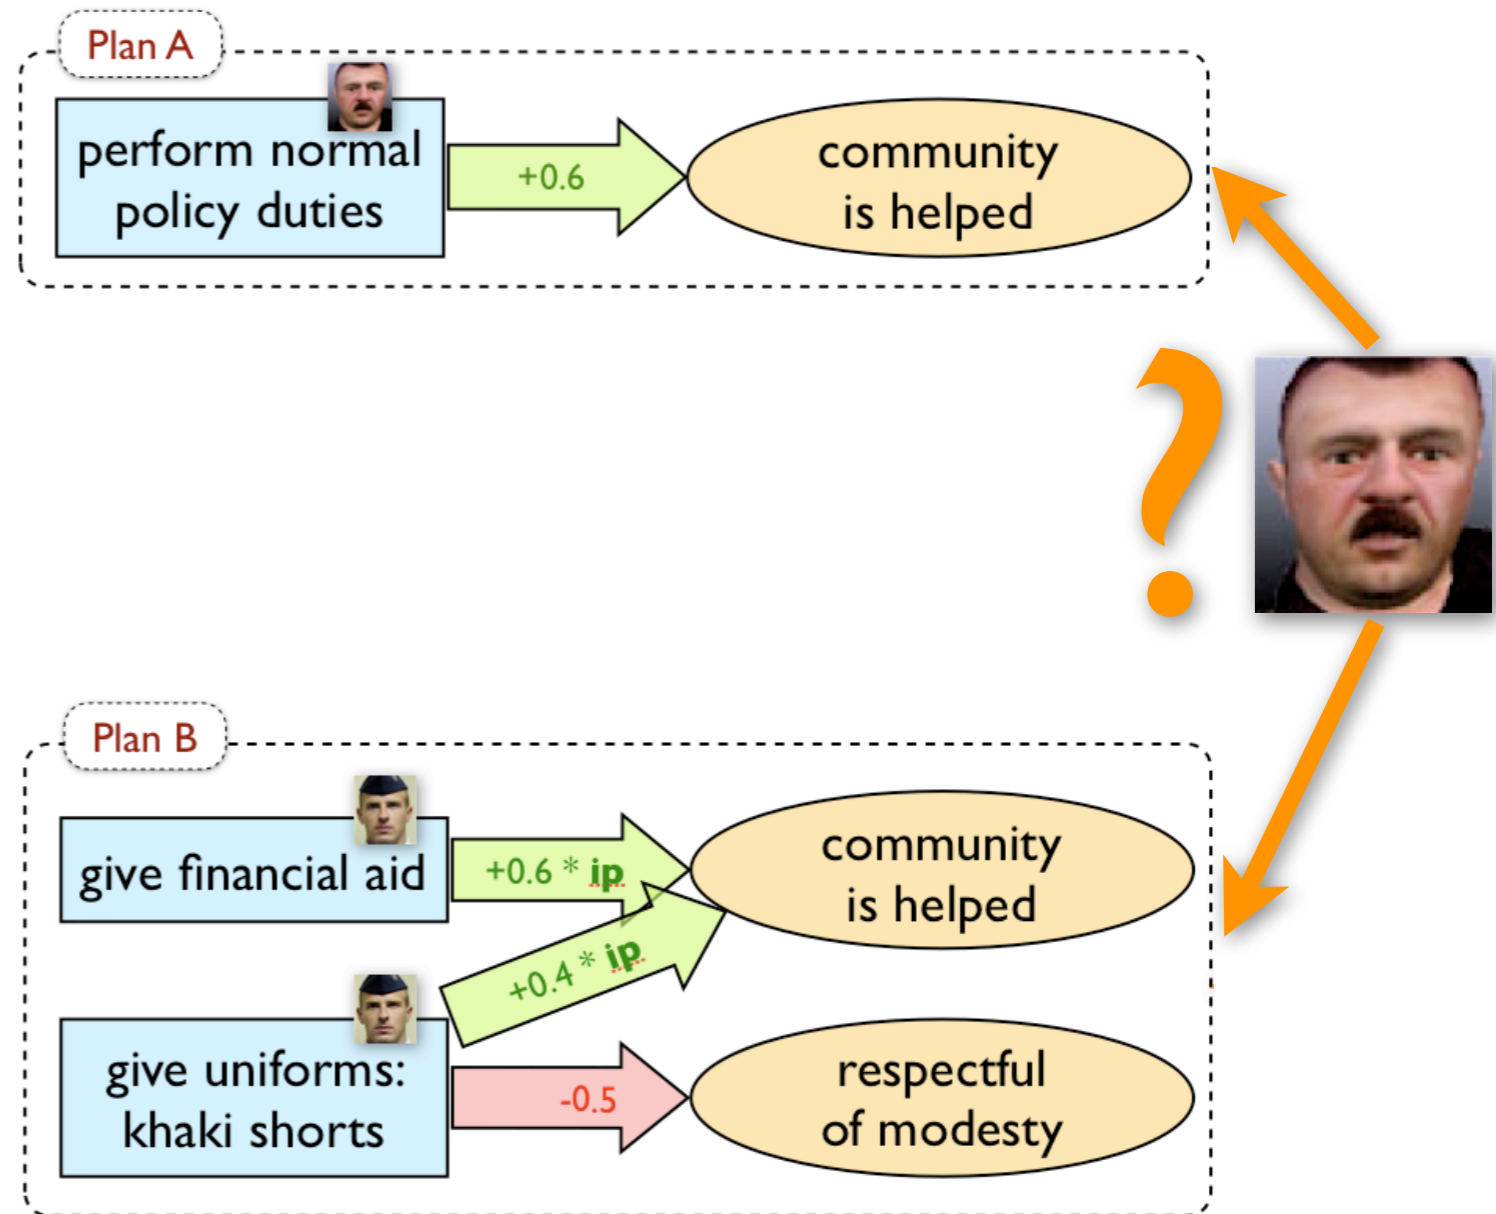 Plan A
perform normal
policy duties
+0.6
community
is helped
?
Plan B
give financial aid
+0.6 * ip
community
is helped
+0.4 * ip
give uniforms:
khaki shorts
-0.5
respectful
of modesty